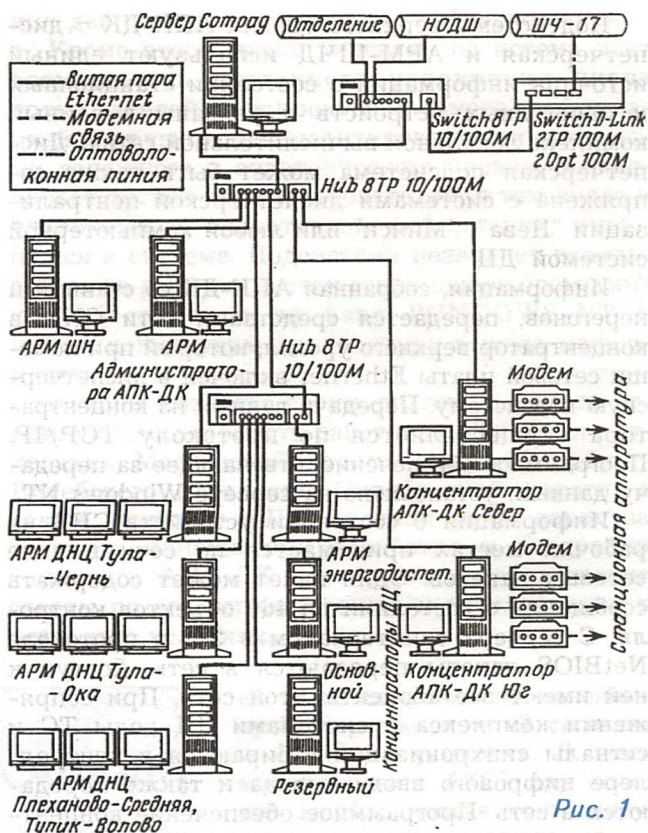 Сервер Compaq
Отделение
НОДШ
ШЧ-17
Витая пара
Ethernet
Модемная
связь
Оптоволо-
конная линия
Switch 8TP
10/100M
Switch D-Link
2TP 100M
2 Opt 100M
Hub 8TP 10/100M
АРМ ШН
АРМ
Администрато-
ра АПК-ДК
Hub 8TP
10/100M
Модем
Концентратор
АПК-ДК Север
Станционная аппаратура
АРМ ДНЦ Тула-
-Чернь
АРМ
энергодиспет.
Модем
АРМ ДНЦ Тула-
-Ока
Основ-
ной
Концентратор ДЦ
Концентратор
АПК-ДК Юг
АРМ ДНЦ
Плеханово-Средняя,
Тупик-Волово
Резервный
Рис. 1